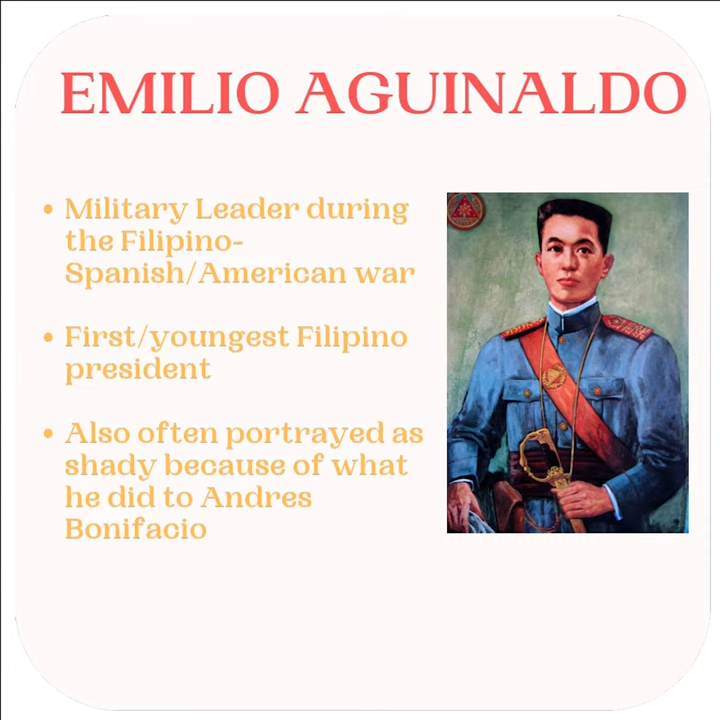 EMILIO AGUINALDO
• Military Leader during
the Filipino-
Spanish/American war
• First/youngest Filipino
president
• Also often portrayed as
shady because of what
he did to Andres
Bonifacio